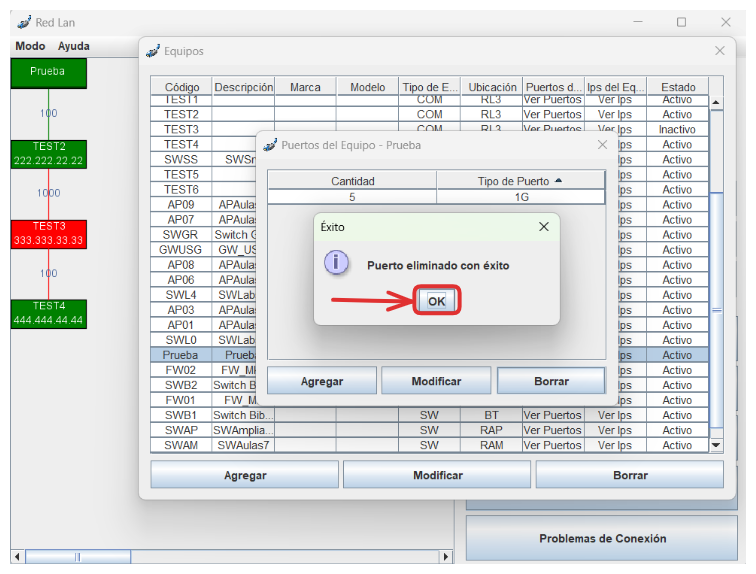 Red Lan
Modo Ayuda
Prueba
100
TEST2
222.222.22.22
1000
TEST3
333.333.33.33
100
TEST4
444.444.44.44
Equipos
Código Descripción Marca Modelo Tipo de E... Ubicación Puertos d... Ips del Eq... Estado
TEST1 COM RL3 Ver Puertos Ver Ips Activo
TEST2 COM RL3 Ver Puertos Ver Ips Activo
TEST3 COM RL3 Ver Puertos Ver Ips Inactivo
TEST4 Ips Activo
SWSS Ips Activo
TEST5 Ips Activo
TEST6 Ips Activo
AP09 APAulas Ips Activo
AP07 APAulas Ips Activo
SWGR Switch G Ips Activo
GWUSG GW_US Ips Activo
AP08 APAulas Ips Activo
AP06 APAulas Ips Activo
SWL4 SWLab Ips Activo
AP03 APAulas Ips Activo
AP01 APAulas Ips Activo
SWL0 SWLab Ips Activo
Prueba Prueba Ips Activo
FW02 Ips Activo
SWB2 Switch B Ips Activo
FW01 Ips Activo
SWB1 Switch Bib... SW BT Ver Puertos Ver Ips Activo
SWAP SWAmplia... SW RAP Ver Puertos Ver Ips Activo
SWAM SWAulas7 SW RAM Ver Puertos Ver Ips Activo
Agregar Modificar Borrar
Puertos del Equipo - Prueba
Cantidad Tipo de Puerto
5 1G
Agregar Modificar Borrar
Éxito
Puerto eliminado con éxito
OK
Problemas de Conexión